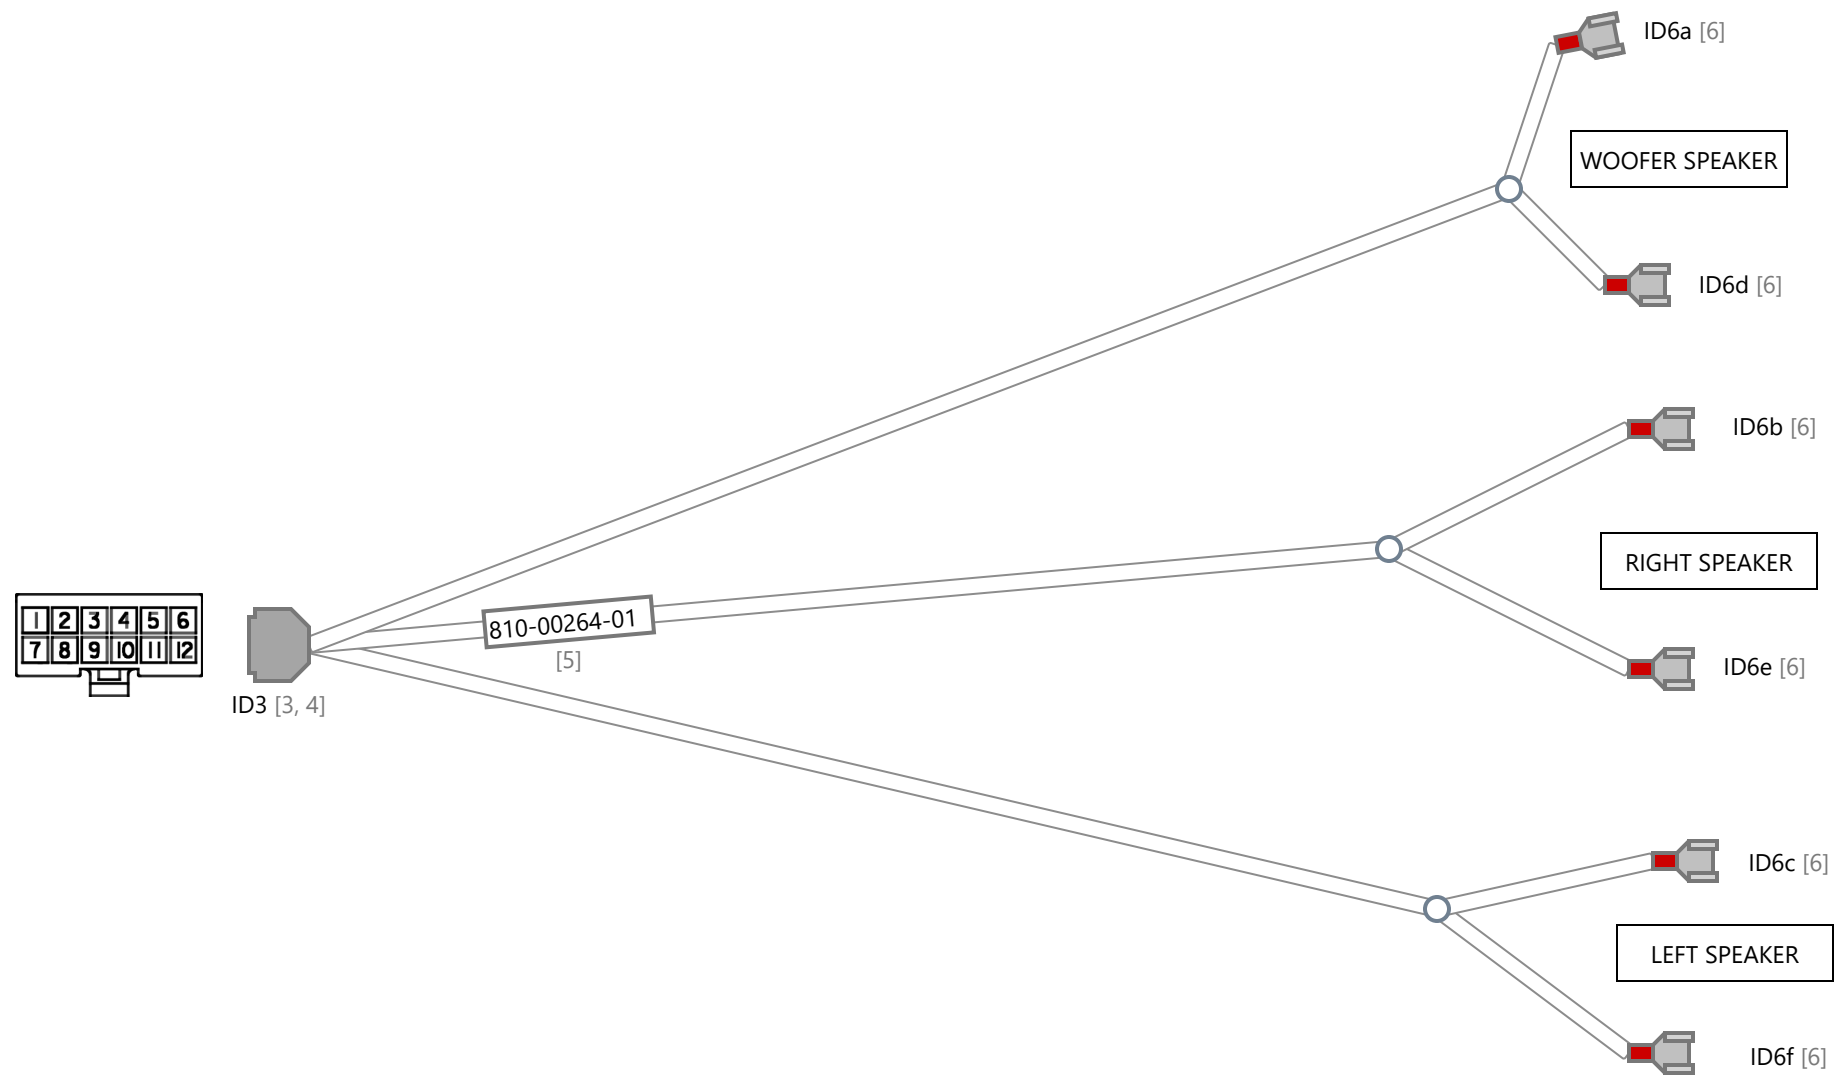 ID6a [6]
WOOFER SPEAKER
ID6d [6]
ID6b [6]
RIGHT SPEAKER
1 2 3 4 5 6
7 8 9 10 11 12
810-00264-01
[5]
ID6e [6]
ID3 [3, 4]
ID6c [6]
LEFT SPEAKER
ID6f [6]